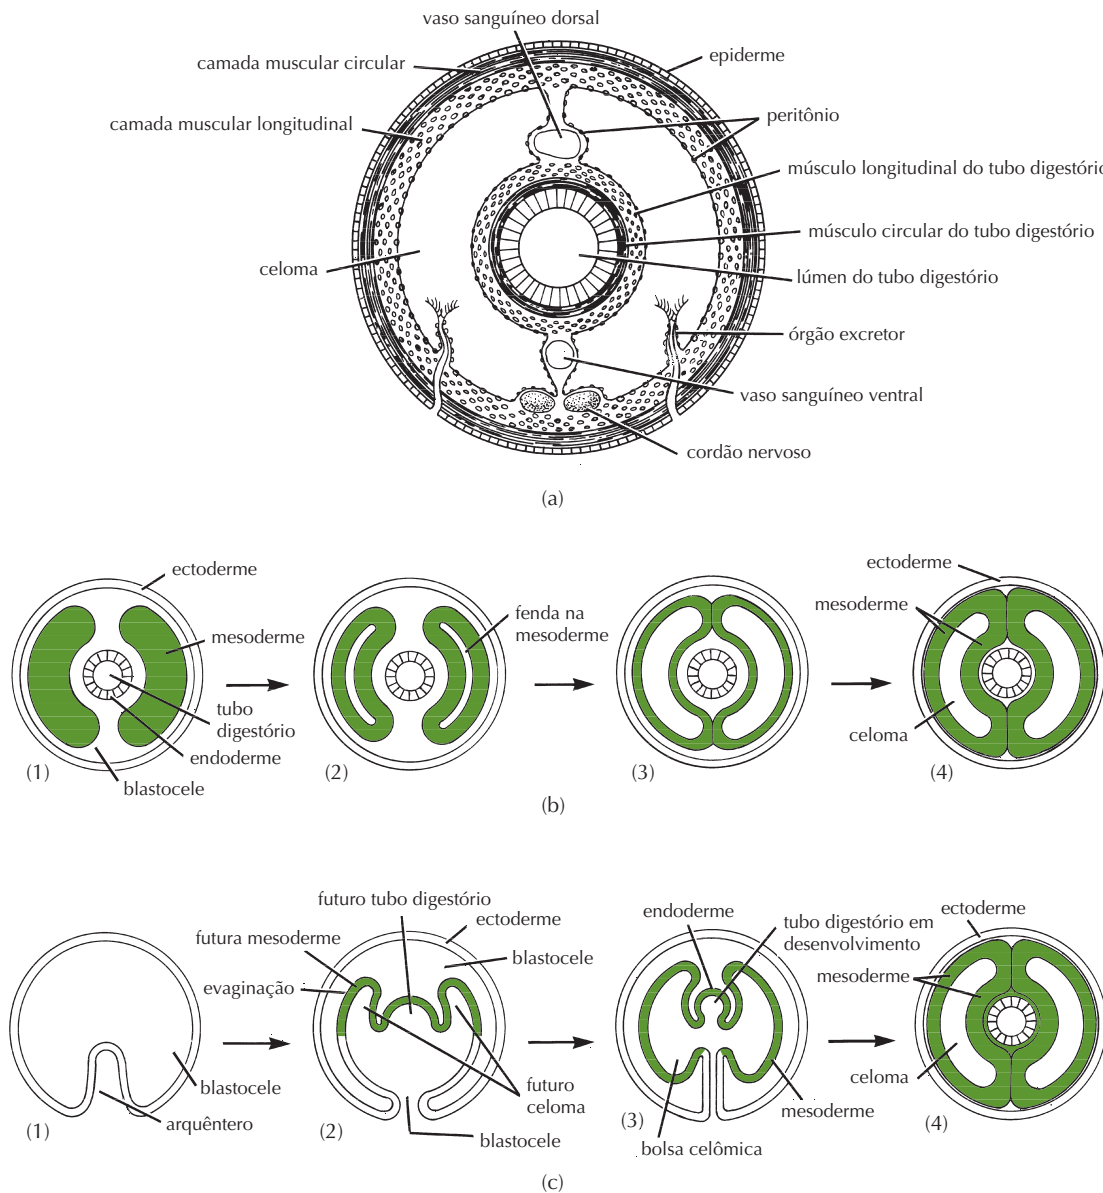 vaso sanguíneo dorsal
camada muscular circular
epiderme
camada muscular longitudinal
peritônio
músculo longitudinal do tubo digestório
músculo circular do tubo digestório
celoma
lúmen do tubo digestório
órgão excretor
vaso sanguíneo ventral
cordão nervoso
(a)
ectoderme
mesoderme
tubo
digestório
endoderme
blastocele
(1)
fenda na
mesoderme
(2)
(3)
ectoderme
mesoderme
celoma
(4)
(b)
blastocele
arquêntero
(1)
futuro tubo digestório
ectoderme
futura mesoderme
blastocele
evaginação
futuro
celoma
blastocele
(2)
endoderme
tubo digestório em
desenvolvimento
mesoderme
bolsa celômica
(3)
ectoderme
mesoderme
celoma
(4)
(c)